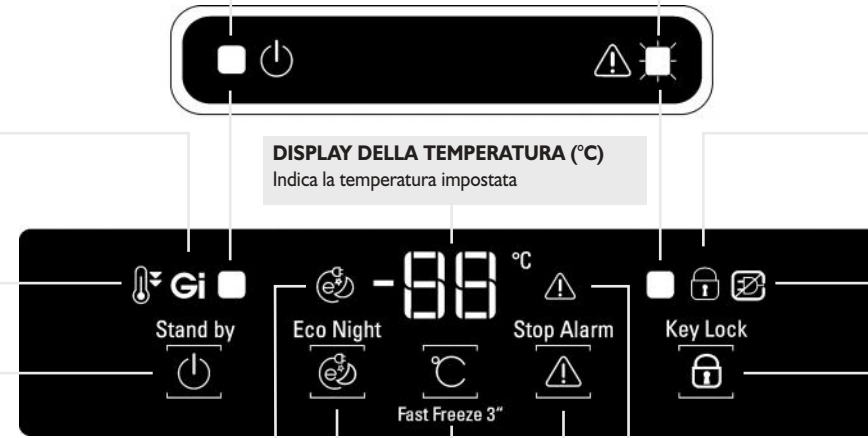 DISPLAY DELLA TEMPERATURA (°C)
Indica la temperatura impostata
Gi
-88 °C
Stand by
Eco Night
Stop Alarm
Key Lock
°C
Fast Freeze 3“